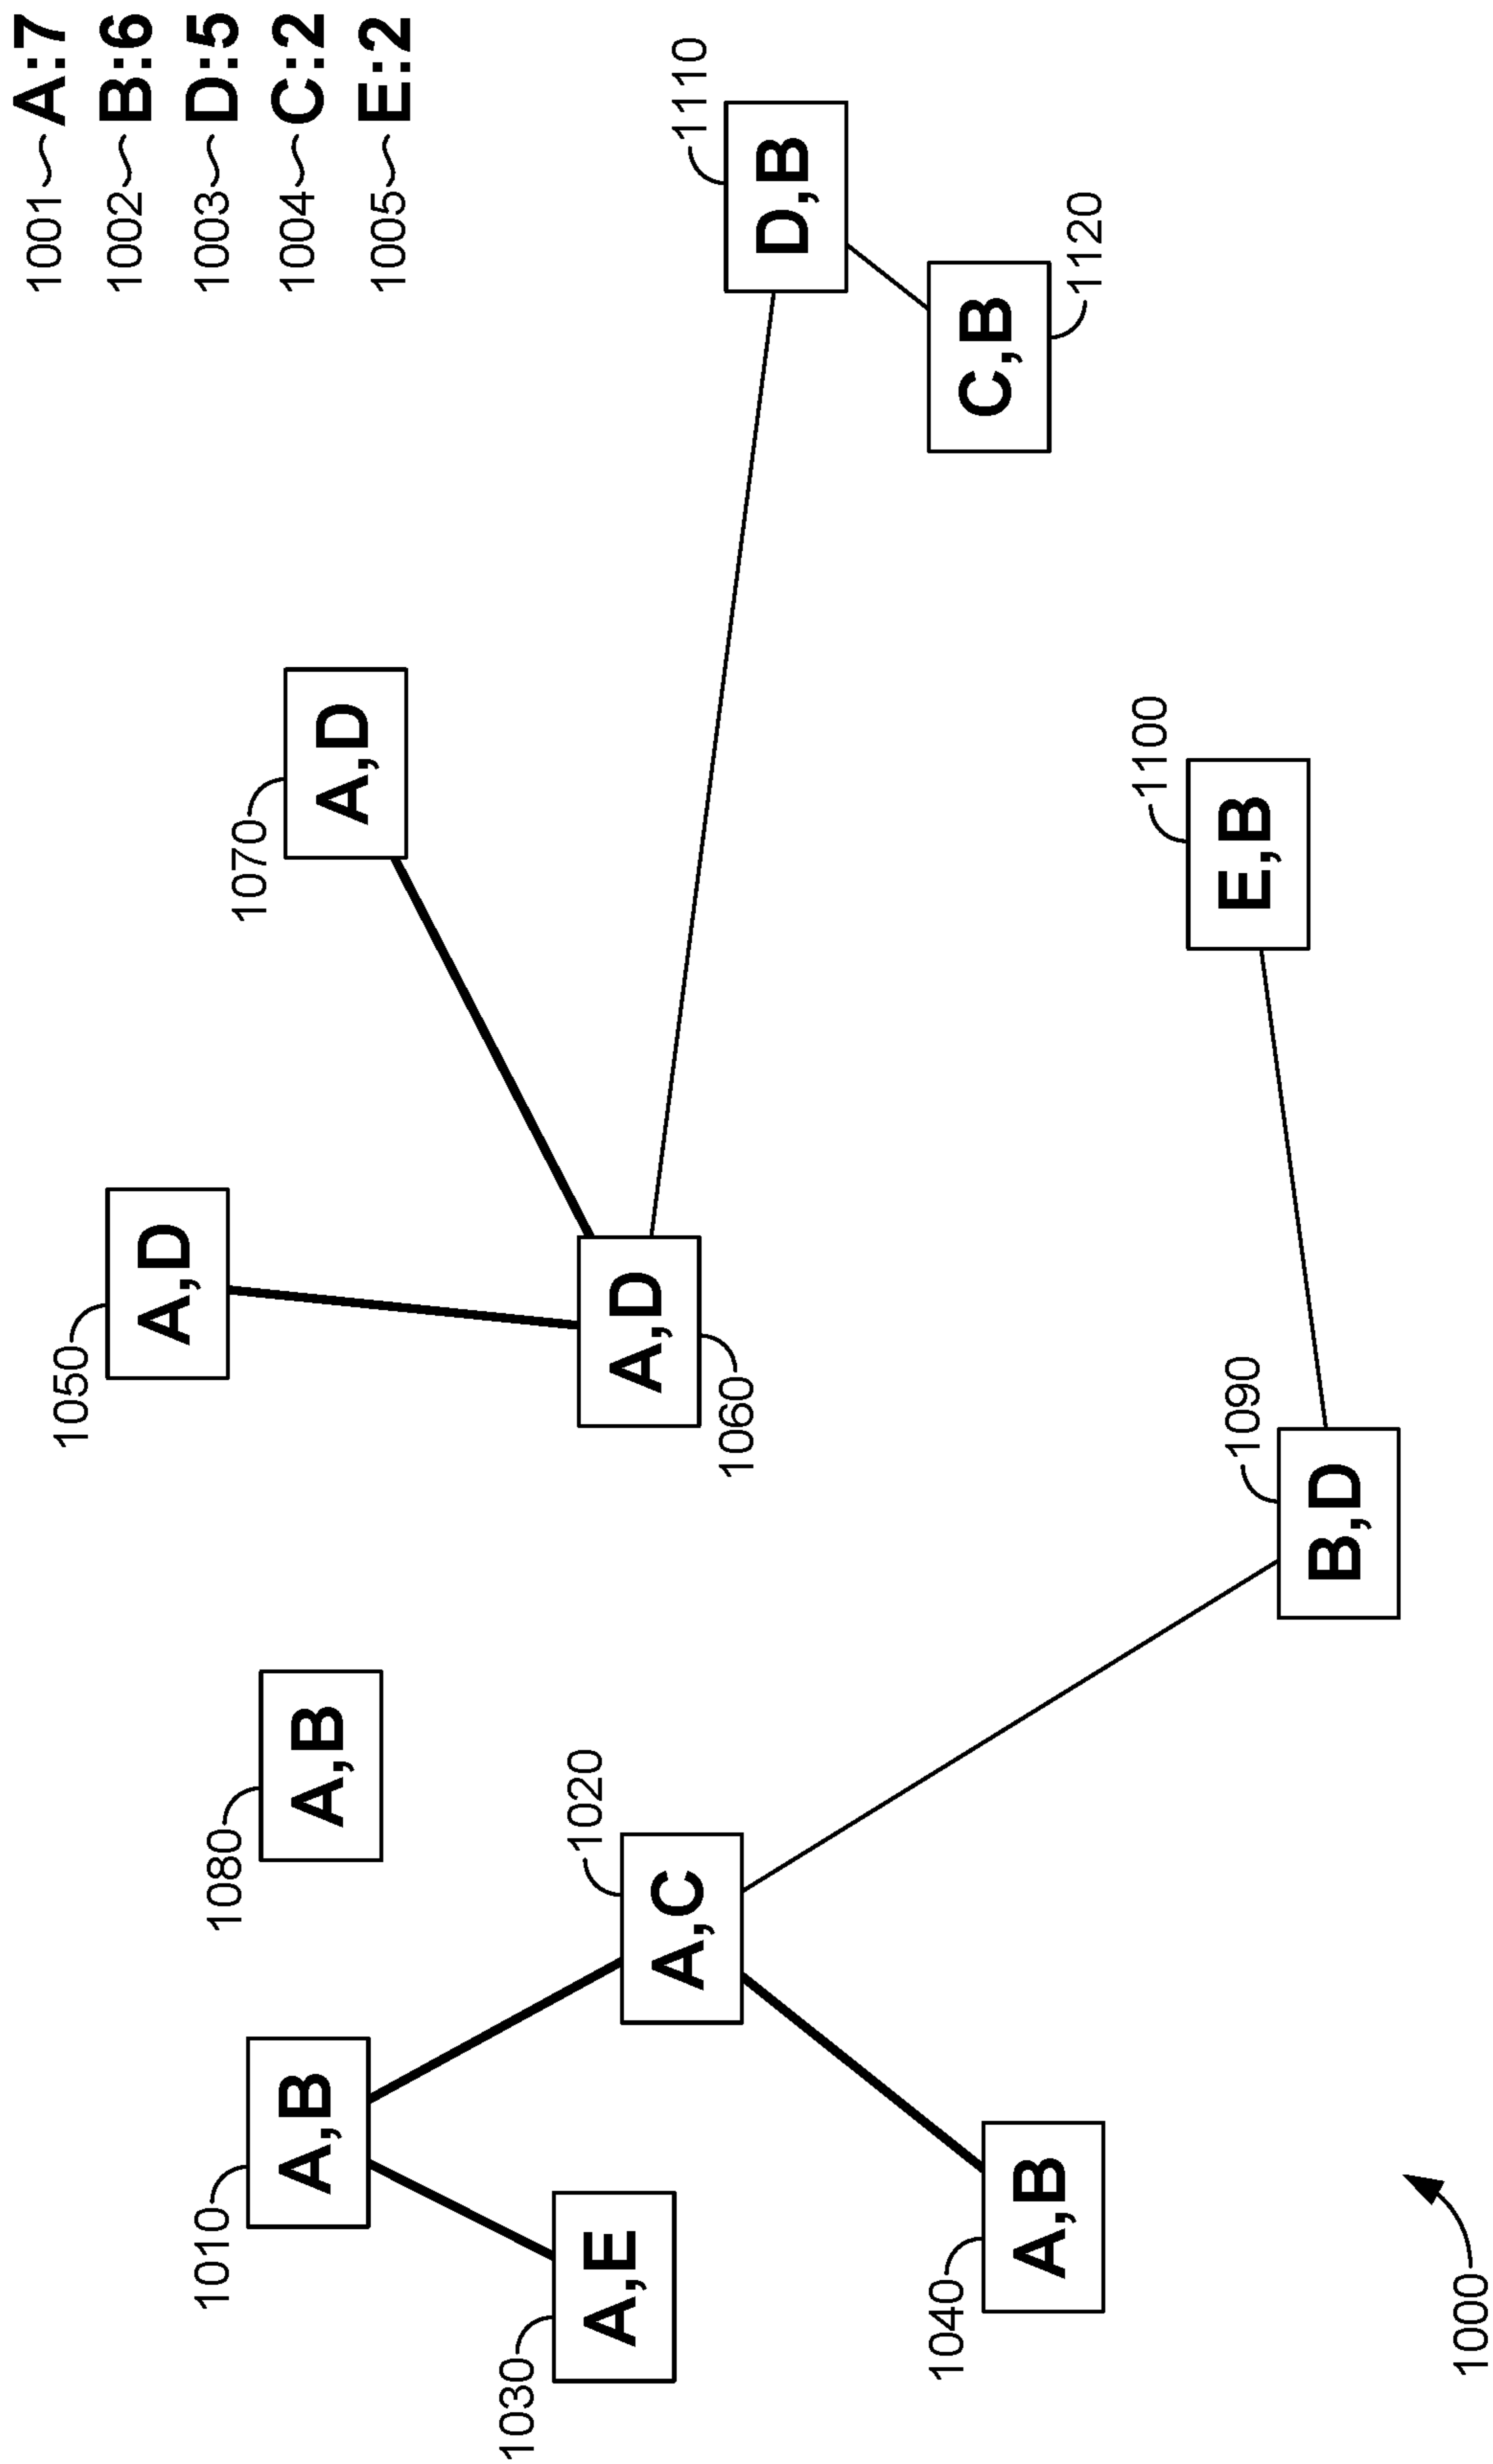 1001 A:7
1002 B:6
1003 D:5
1004 C:2
1005 E:2
1050
A,D
1070
A,D
1080
A,B
1010
A,B
1030
A,E
1020
A,C
1060
A,D
1110
D,B
1120
C,B
1040
A,B
1100
E,B
1090
B,D
1000